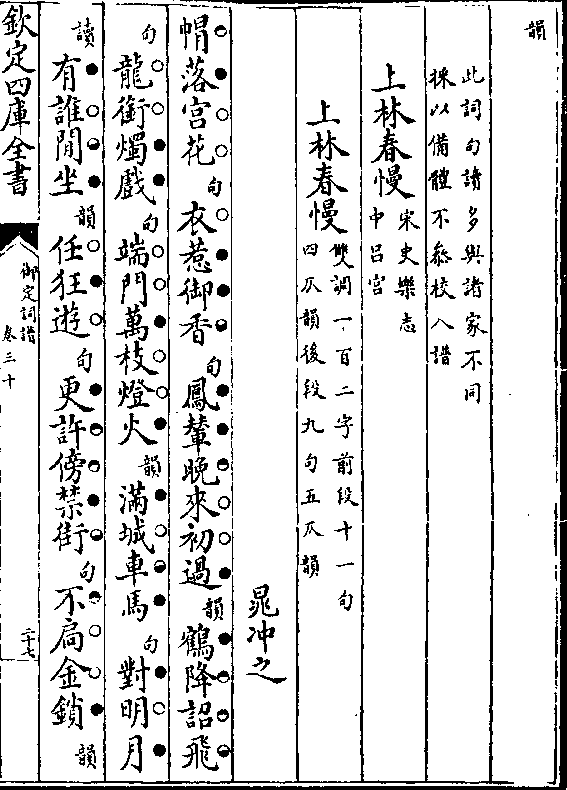 韻
此詞句讀多與諸家不同
採以備體不叅校入譜
上林春慢宋史樂志
中呂宮
上林春慢雙調一百二字前段十一句
四仄韻後段九句五仄韻
晁冲之
帽落宫花句衣惹御香句鳳輦晚來初過韻鶴降詔飛
句龍銜燭戲句端門萬枝燈火韻滿城車馬句對明月
讀有誰閒坐韻任狂遊句更許傍禁街句不扃金鎖韻
欽定四庫全書
御定詞譜
卷三十
二十七